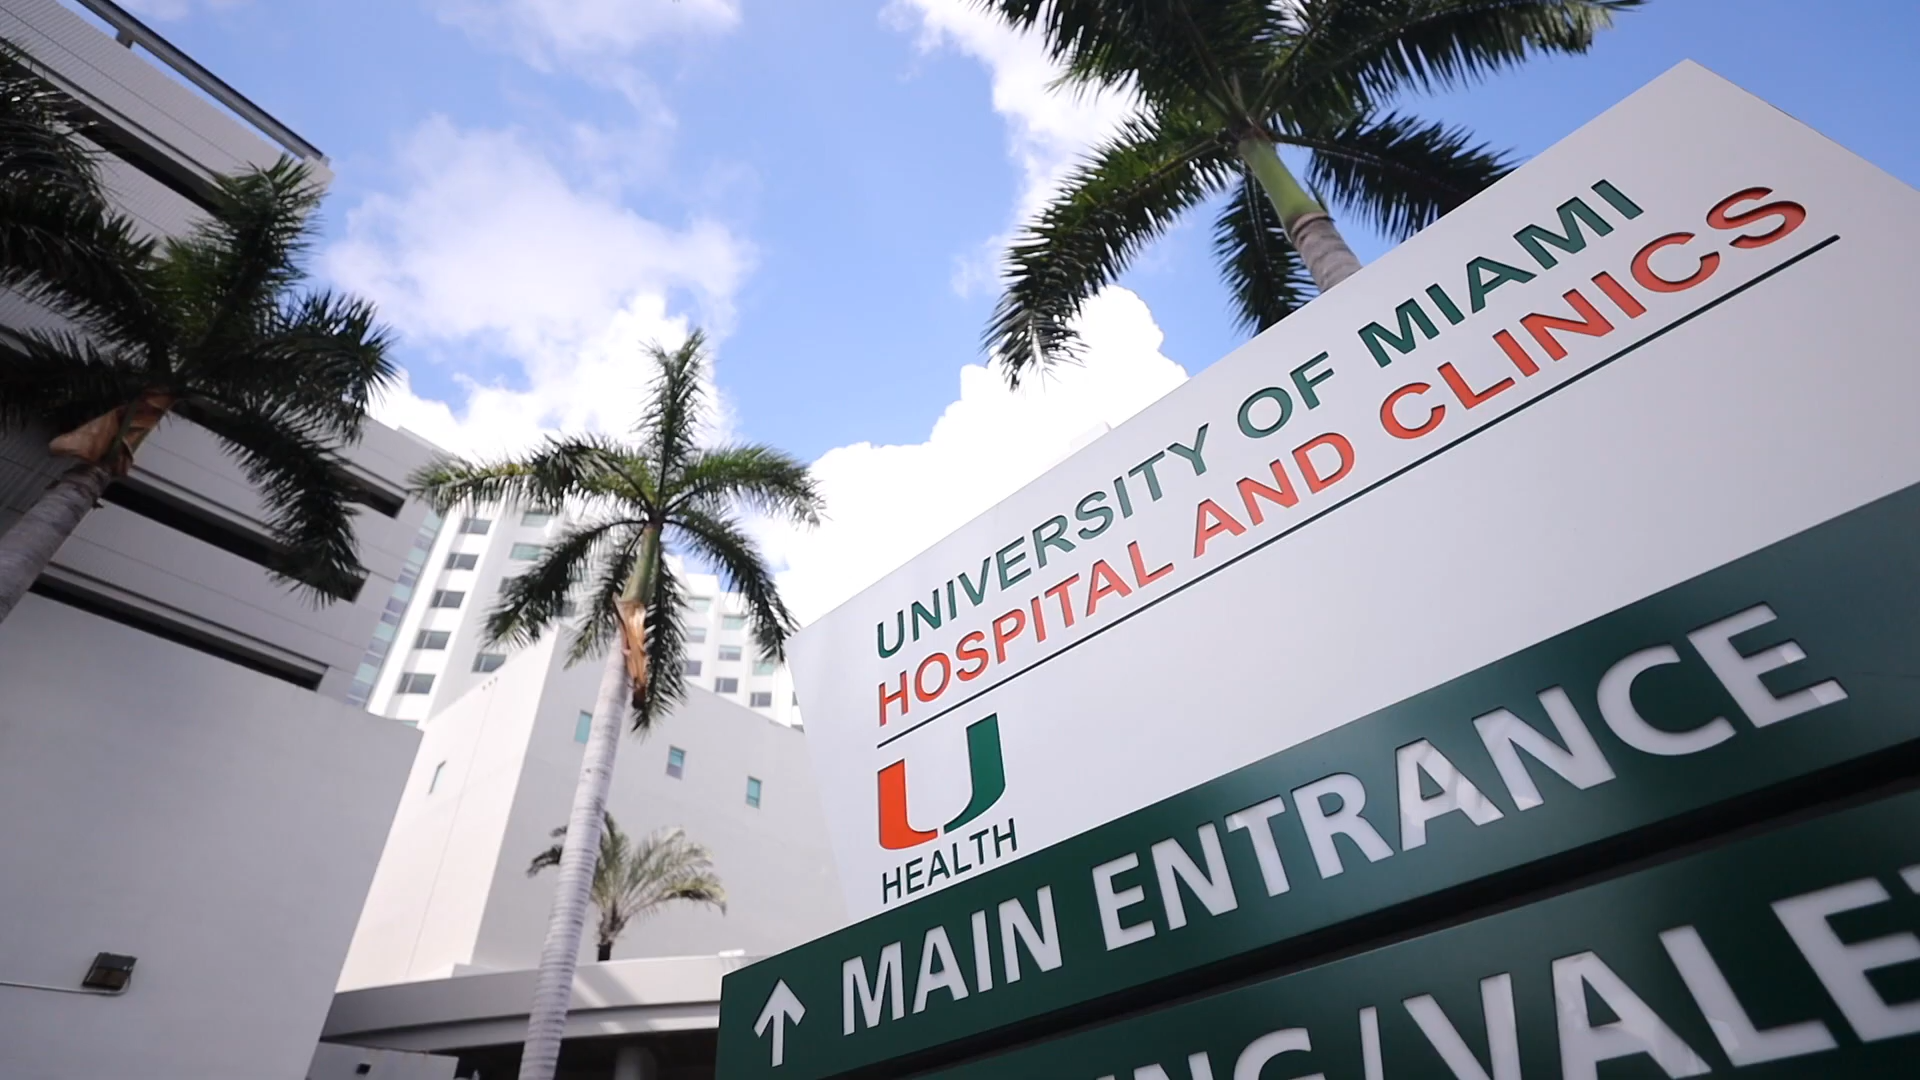 UNIVERSITY OF MIAMI
HOSPITAL AND CLINICS
U
HEALTH
↑ MAIN ENTRANCE